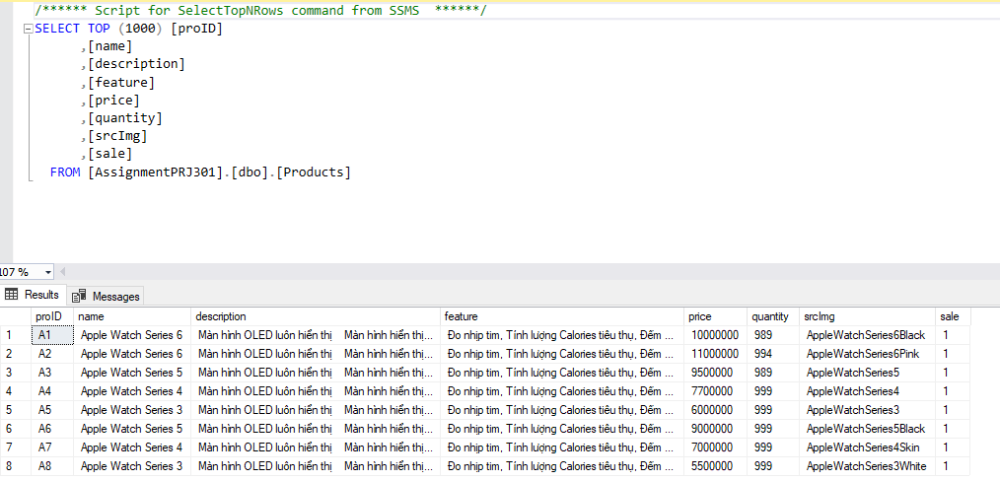 /****** Script for SelectTopNRows command from SSMS  ******/
SELECT TOP (1000) [proID]
,[name]
,[description]
,[feature]
,[price]
,[quantity]
,[srcImg]
,[sale]
FROM [AssignmentPRJ301].[dbo].[Products]
107 %
Results Messages
proID name description feature price quantity srcImg sale
1 A1 Apple Watch Series 6 Màn hình OLED luôn hiển thị Màn hình hiển thị... Đo nhịp tim, Tính lượng Calories tiêu thụ, Đếm ... 10000000 989 AppleWatchSeries6Black 1
2 A2 Apple Watch Series 6 Màn hình OLED luôn hiển thị Màn hình hiển thị... Đo nhịp tim, Tính lượng Calories tiêu thụ, Đếm ... 11000000 994 AppleWatchSeries6Pink 1
3 A3 Apple Watch Series 5 Màn hình OLED luôn hiển thị Màn hình hiển thị... Đo nhịp tim, Tính lượng Calories tiêu thụ, Đếm ... 9500000 989 AppleWatchSeries5 1
4 A4 Apple Watch Series 4 Màn hình OLED luôn hiển thị Màn hình hiển thị... Đo nhịp tim, Tính lượng Calories tiêu thụ, Đếm ... 7700000 999 AppleWatchSeries4 1
5 A5 Apple Watch Series 3 Màn hình OLED luôn hiển thị Màn hình hiển thị... Đo nhịp tim, Tính lượng Calories tiêu thụ, Đếm ... 6000000 999 AppleWatchSeries3 1
6 A6 Apple Watch Series 5 Màn hình OLED luôn hiển thị Màn hình hiển thị... Đo nhịp tim, Tính lượng Calories tiêu thụ, Đếm ... 9000000 999 AppleWatchSeries5Black 1
7 A7 Apple Watch Series 4 Màn hình OLED luôn hiển thị Màn hình hiển thị... Đo nhịp tim, Tính lượng Calories tiêu thụ, Đếm ... 7000000 999 AppleWatchSeries4Skin 1
8 A8 Apple Watch Series 3 Màn hình OLED luôn hiển thị Màn hình hiển thị... Đo nhịp tim, Tính lượng Calories tiêu thụ, Đếm ... 5500000 999 AppleWatchSeries3White 1